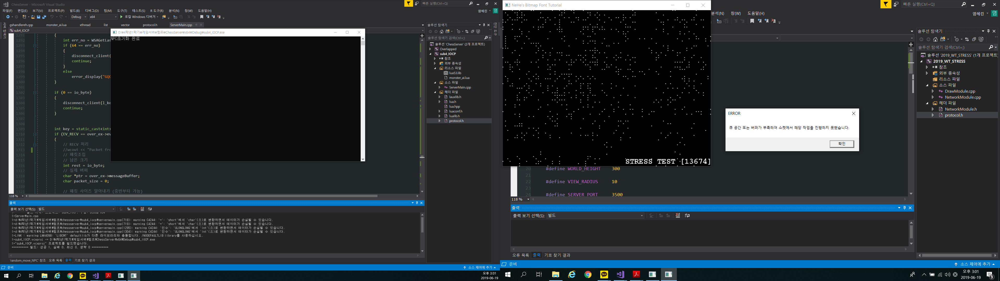 ChessServer - Microsoft Visual Studio
빠른 실행(Ctrl+Q)
파일(F) 편집(E) 보기(V) 프로젝트(P) 빌드(B) 디버그(D) 팀(M) 도구(T) 테스트(S) R 도구(R) 분석(N) 창(W) 도움말(H)
염혜린 염
Debug x64 로컬 Windows 디버거
gshandlereh.cpp monster_ai.lua xthread list vector protocol.h ServerMain.cpp
sub4_IOCP
D:₩4학년1학기₩게임서버₩텀프₩ChessServer₩x64₩Debug₩sub4_IOCP.exe
NPC초기화 완료
1291 {
1292 int err_no = WSAGetLas
1293 if (64 == err_no)
1294 {
1295 disconnect_client(
1296 continue;
1297 }
1298 else
1299 error_display("GQC
1300 }
1301
1302 if (0 == io_byte)
1303 {
1304 disconnect_client(l_ke
1305 continue;
1306 }
1307
1308
1309 int key = static_cast<int>
1310 if (EV_RECV == over_ex->ev
1311 {
1312 // RECV 처리
1313 //wcout << "Packet fro
1314 // 패킷조립
1315 // 남은 크기
1316 int rest = io_byte;
1317 // 실제 버퍼
1318 char *ptr = over_ex->messageBuffer;
1319 char packet_size = 0;
1320
1321 // 패킷 사이즈 알아내기 (중반부터 가능)
118 %
솔루션 탐색기
솔루션 탐색기 검색(Ctrl+;)
솔루션 'ChessServer' (2개 프로젝트)
Overlapped
sub4_IOCP
참조
외부 종속성
리소스 파일
lua53.lib
monster_ai.lua
소스 파일
ServerMain.cpp
헤더 파일
lauxlib.h
lua.h
lua.hpp
luaconf.h
lualib.h
protocol.h
서버 탐색기
진단 도구
출력
출력 보기 선택(S): 빌드
1>ServerMain.cpp
1>d:₩4학년1학기₩게임서버₩텀프₩chessserver₩sub4_iocp₩servermain.cpp(718): warning C4244: '=': 'short'에서 'char'(으)로 변환하면서 데이터가 손실될 수 있습니다.
1>d:₩4학년1학기₩게임서버₩텀프₩chessserver₩sub4_iocp₩servermain.cpp(719): warning C4244: '=': 'short'에서 'char'(으)로 변환하면서 데이터가 손실될 수 있습니다.
1>d:₩4학년1학기₩게임서버₩텀프₩chessserver₩sub4_iocp₩servermain.cpp(1295): warning C4244: '인수': 'ULONGLONG'에서 'int'(으)로 변환하면서 데이터가 손실될 수 있습니다.
1>d:₩4학년1학기₩게임서버₩텀프₩chessserver₩sub4_iocp₩servermain.cpp(1304): warning C4244: '인수': 'ULONGLONG'에서 'int'(으)로 변환하면서 데이터가 손실될 수 있습니다.
1>LINK : warning LNK4098: 'LIBCMT' defaultlib가 다른 라이브러리와 충돌합니다. /NODEFAULTLIB:library를 사용하십시오.
1>sub4_IOCP.vcxproj -> D:₩4학년1학기₩게임서버₩텀프₩ChessServer₩x64₩Debug₩sub4_IOCP.exe
1>"sub4_IOCP.vcxproj" 프로젝트를 빌드했습니다.
========== 빌드: 성공 1, 실패 0, 최신 0, 생략 0 ==========
'random_move_NPC' 참조 오류 목록 출력 기호 찾기 결과
준비
소스 제어에 추가
TALK
오후 3:01
2019-06-19
NeHe's Bitmap Font Tutorial
STRESS TEST [13674]
빠른 실행(Ctrl+Q)
분석(N) 창(W) 도움말(H)
염혜린 염
ERROR
큐 공간 또는 버퍼가 부족하여 소켓에서 해당 작업을 진행하지 못했습니다.
확인
20 #define WORLD_HEIGHT 300
21
22 #define VIEW_RADIUS 10
23
24 #define SERVER_PORT 3500
118 %
솔루션 탐색기
솔루션 탐색기 검색(Ctrl+;)
솔루션 '2019_WT_STRESS' (1개 프로젝트
2019_WT_STRESS
참조
외부 종속성
리소스 파일
소스 파일
DrawModule.cpp
NetworkModule.cpp
헤더 파일
NetworkModule.h
protocol.h
출력
출력 보기 선택(S): 빌드
오류 목록 출력 기호 찾기 결과
준비
소스 제어에 추가
TALK
오후 3:01
2019-06-19
3